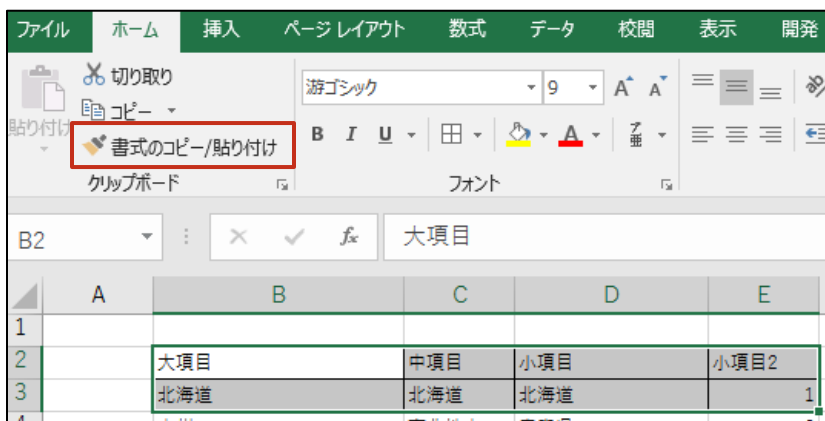 ファイル ホーム 挿入 ページ レイアウト 数式 データ 校閲 表示 開発
切り取り
コピー
貼り付け
書式のコピー/貼り付け
游ゴシック 9 A A
B I U A ア亜
クリップボード フォント
B2 fx 大項目
A B C D E
1
2 大項目 中項目 小項目 小項目2
3 北海道 北海道 北海道 1